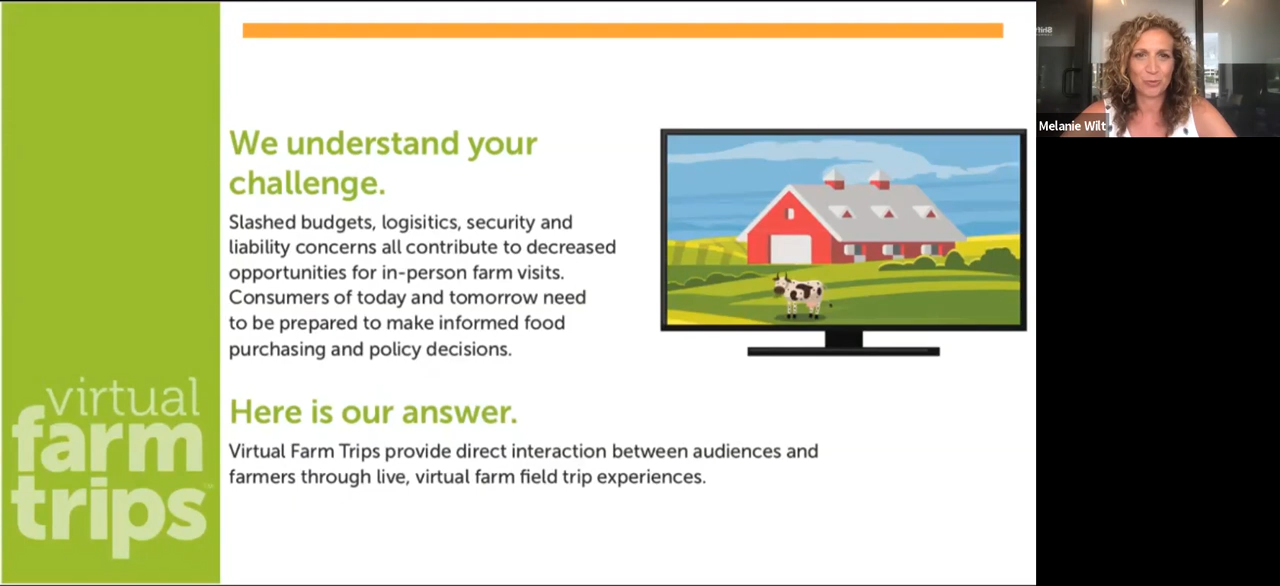 We understand your
challenge.
Slashed budgets, logisitics, security and
liability concerns all contribute to decreased
opportunities for in-person farm visits.
Consumers of today and tomorrow need
to be prepared to make informed food
purchasing and policy decisions.
Here is our answer.
Virtual Farm Trips provide direct interaction between audiences and
farmers through live, virtual farm field trip experiences.
virtual
farm
trips
Melanie Wilt